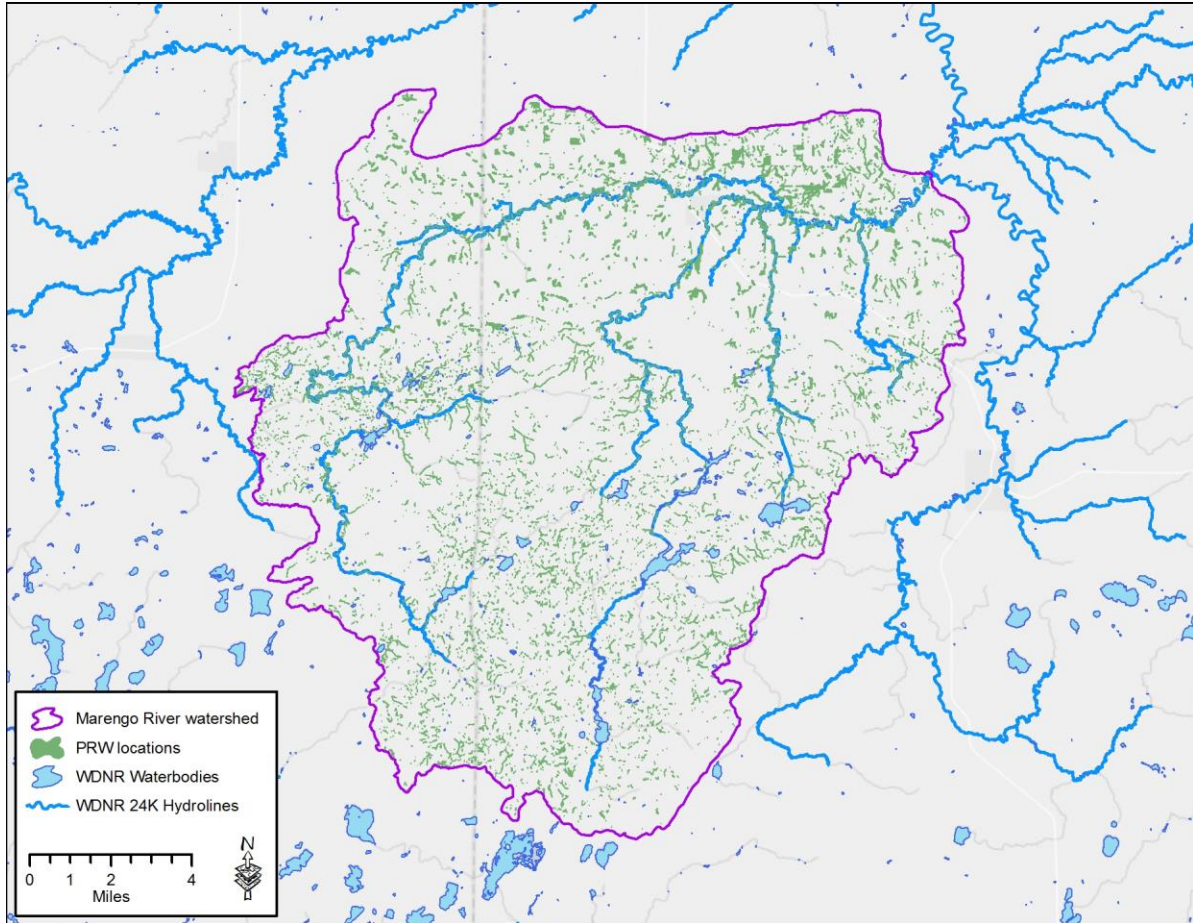 Marengo River watershed
PRW locations
WDNR Waterbodies
WDNR 24K Hydrolines
N
0 1 2 4
Miles